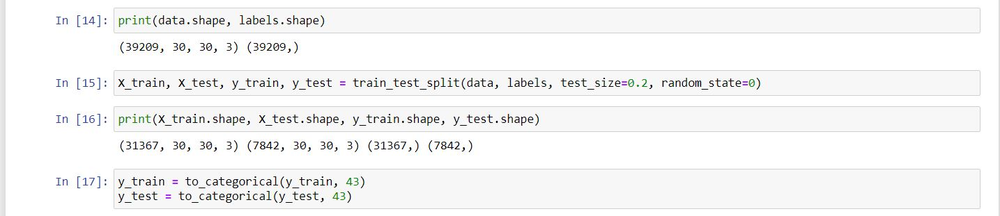 In [14]: print(data.shape, labels.shape)
(39209, 30, 30, 3) (39209,)
In [15]: X_train, X_test, y_train, y_test = train_test_split(data, labels, test_size=0.2, random_state=0)
In [16]: print(X_train.shape, X_test.shape, y_train.shape, y_test.shape)
(31367, 30, 30, 3) (7842, 30, 30, 3) (31367,) (7842,)
In [17]: y_train = to_categorical(y_train, 43)
y_test = to_categorical(y_test, 43)